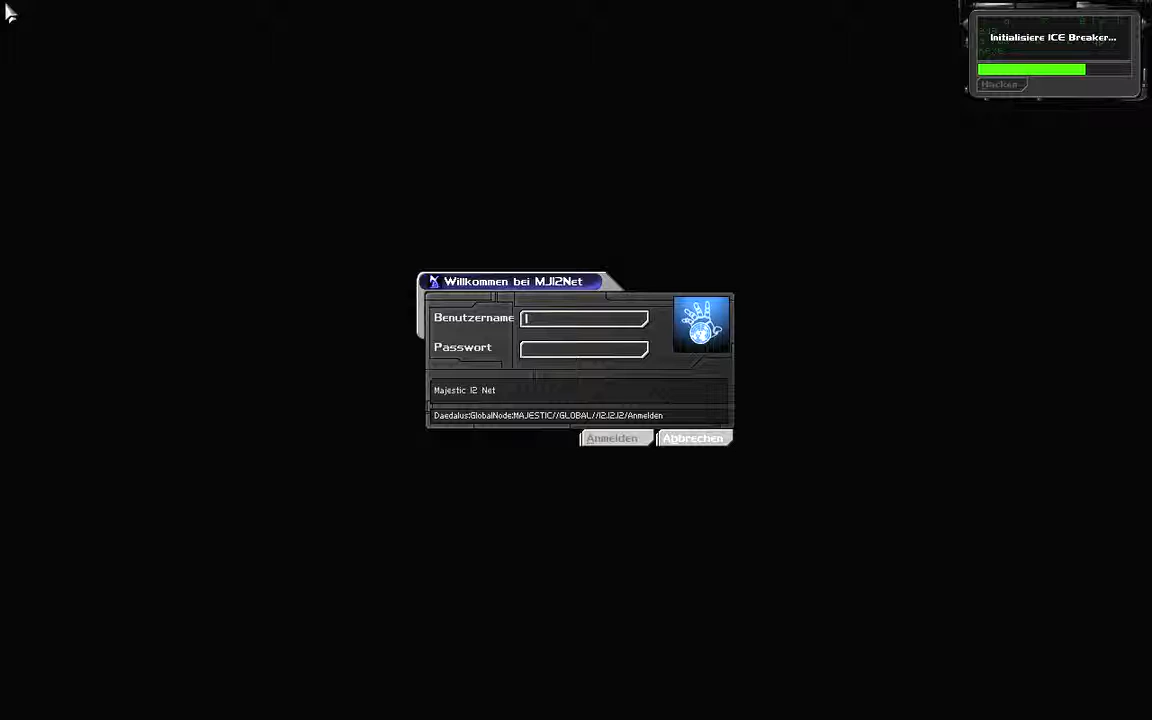 Initialisiere ICE Breaker...
Hacken
Willkommen bei MJ12Net
Benutzername
Passwort
Majestic 12 Net
Daedalus:GlobalNode:MAJESTIC//GLOBAL//12.12.12/Anmelden
Anmelden
Abbrechen